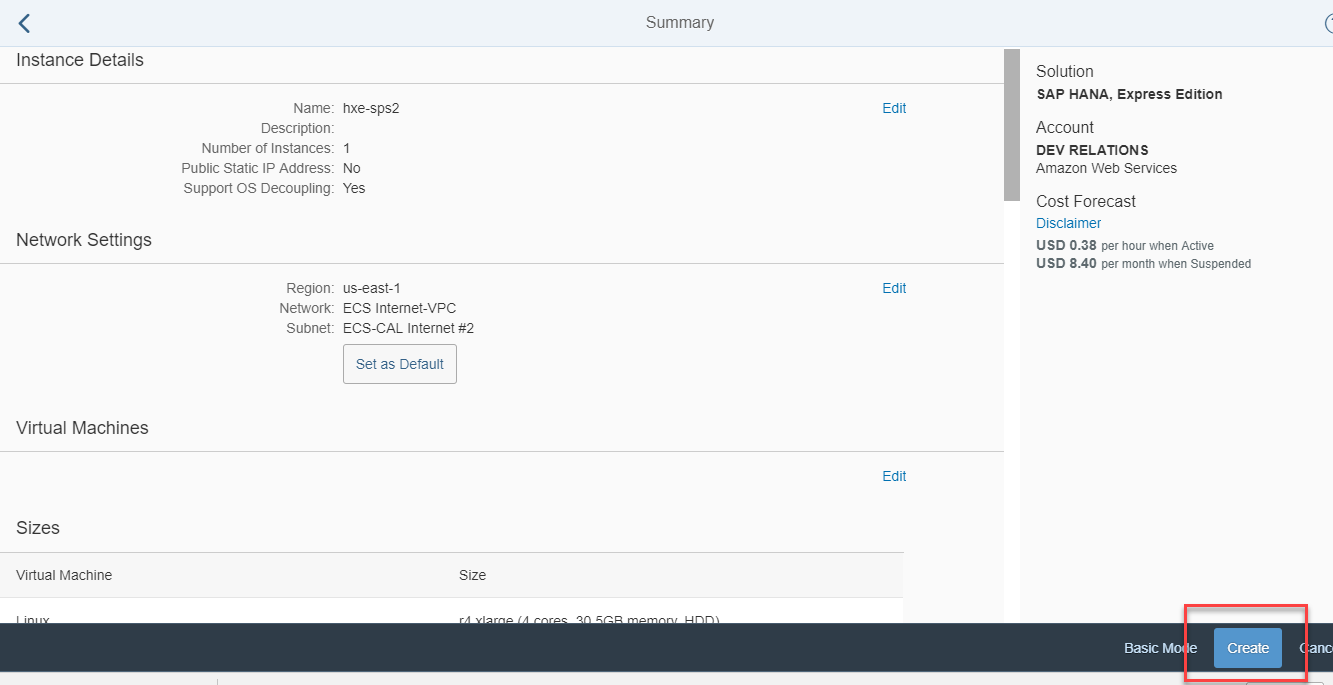 Summary
Instance Details
Name: hxe-sps2
Edit
Description:
Number of Instances: 1
Public Static IP Address: No
Support OS Decoupling: Yes
Network Settings
Region: us-east-1
Edit
Network: ECS Internet-VPC
Subnet: ECS-CAL Internet #2
Set as Default
Virtual Machines
Edit
Sizes
Virtual Machine Size
Linux r4.xlarge (4 cores, 30.5GB memory, HDD)
Solution
SAP HANA, Express Edition
Account
DEV RELATIONS
Amazon Web Services
Cost Forecast
Disclaimer
USD 0.38 per hour when Active
USD 8.40 per month when Suspended
Basic Mode Create Canc